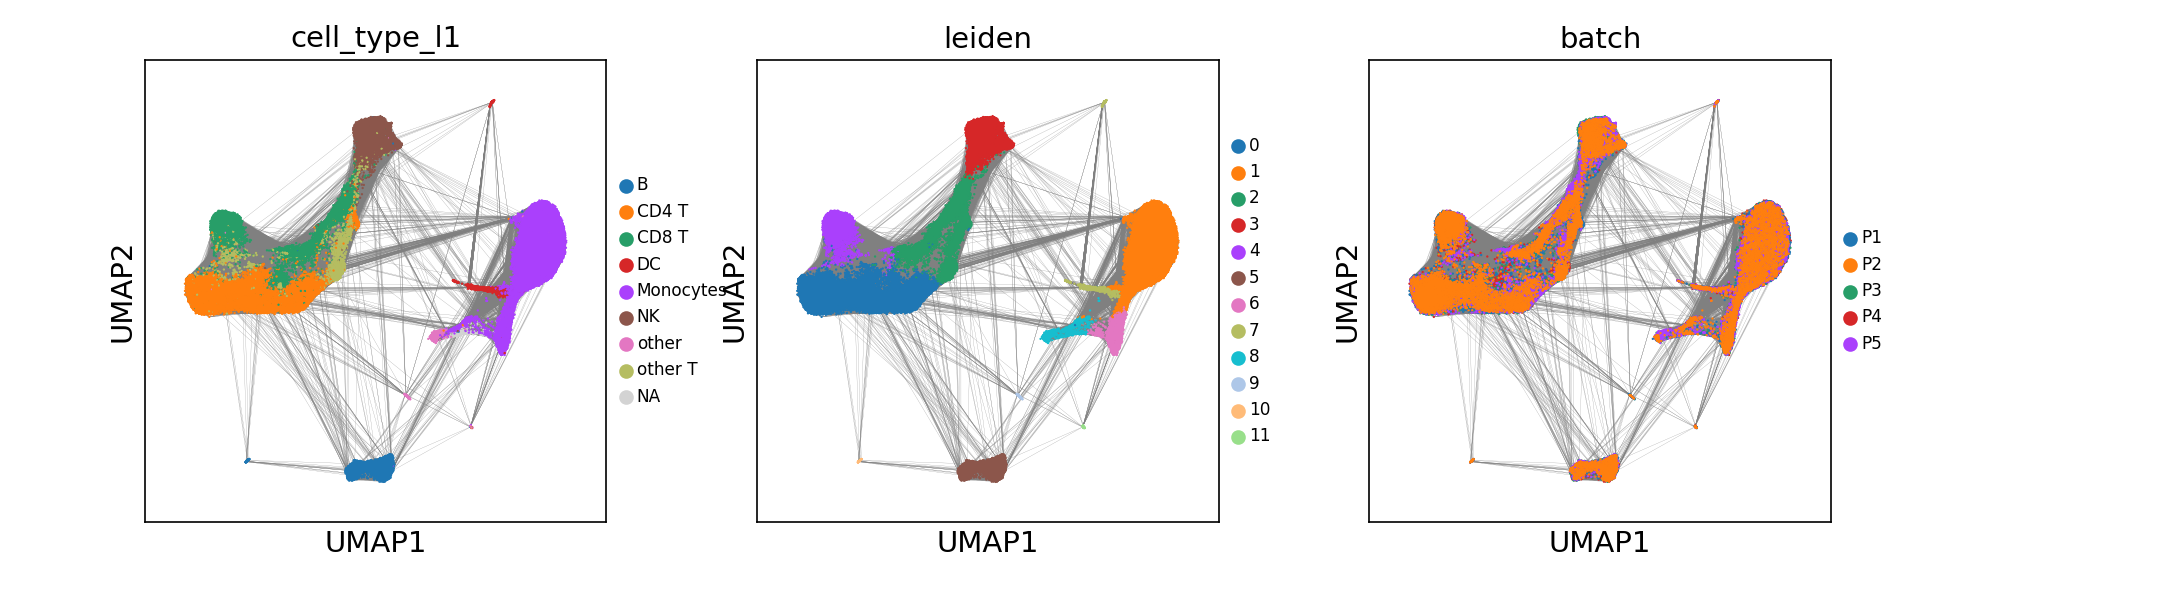 cell_type_l1
UMAP2
UMAP1
B
CD4 T
CD8 T
DC
Monocytes
NK
other
other T
NA
leiden
UMAP2
UMAP1
0
1
2
3
4
5
6
7
8
9
10
11
batch
UMAP2
UMAP1
P1
P2
P3
P4
P5